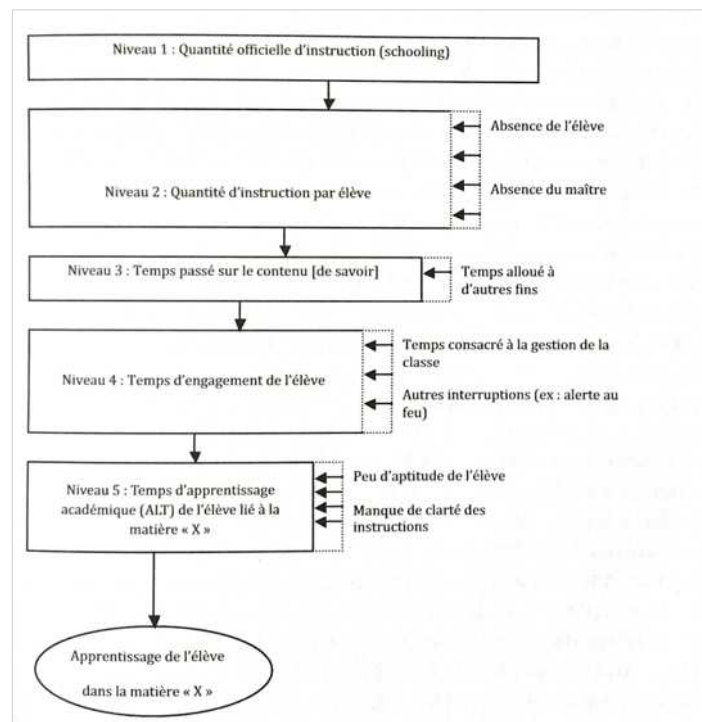 Niveau 1 : Quantité officielle d'instruction (schooling)
Absence de l'élève
Absence du maître
Niveau 2 : Quantité d'instruction par élève
Niveau 3 : Temps passé sur le contenu [de savoir]
Temps alloué à
d'autres fins
Temps consacré à la gestion de la
classe
Niveau 4 : Temps d'engagement de l'élève
Autres interruptions (ex : alerte au
feu)
Peu d'aptitude de l'élève
Niveau 5 : Temps d'apprentissage
académique (ALT) de l'élève lié à la
matière « X »
Manque de clarté des
instructions
Apprentissage de l'élève
dans la matière « X »